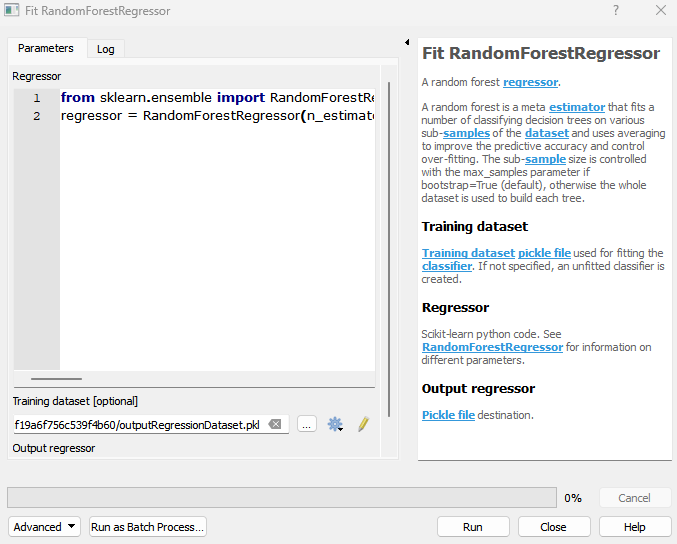 Fit RandomForestRegressor
Parameters
Log
Regressor
1 from sklearn.ensemble import RandomForestRe
2 regressor = RandomForestRegressor(n_estimato
Training dataset [optional]
f19a6f756c539f4b60/outputRegressionDataset.pkl
...
Output regressor
Fit RandomForestRegressor
A random forest regressor.
A random forest is a meta estimator that fits a
number of classifying decision trees on various
sub-samples of the dataset and uses averaging
to improve the predictive accuracy and control
over-fitting. The sub-sample size is controlled
with the max_samples parameter if
bootstrap=True (default), otherwise the whole
dataset is used to build each tree.
Training dataset
Training dataset pickle file used for fitting the
classifier. If not specified, an unfitted classifier is
created.
Regressor
Scikit-learn python code. See
RandomForestRegressor for information on
different parameters.
Output regressor
Pickle file destination.
0%
Cancel
Advanced
Run as Batch Process...
Run
Close
Help